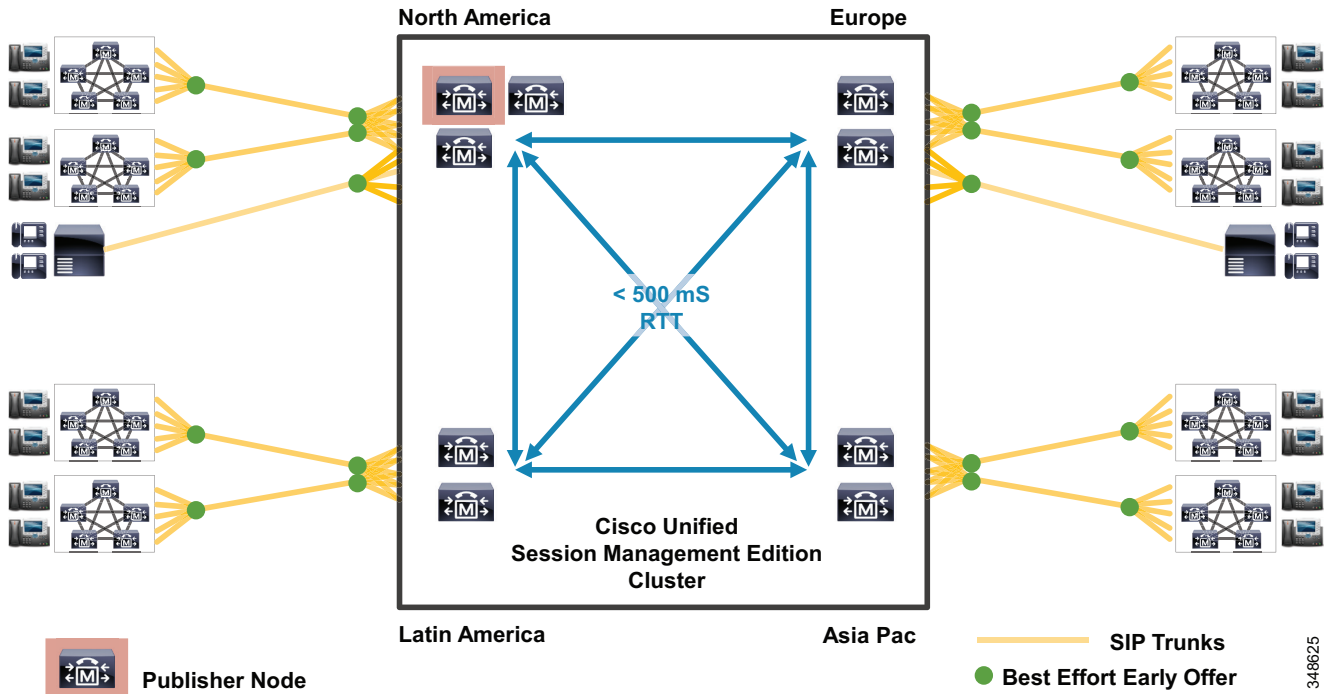 North America
Europe
< 500 mS
RTT
Cisco Unified
Session Management Edition
Cluster
Latin America
Asia Pac
Publisher Node
SIP Trunks
Best Effort Early Offer
348625